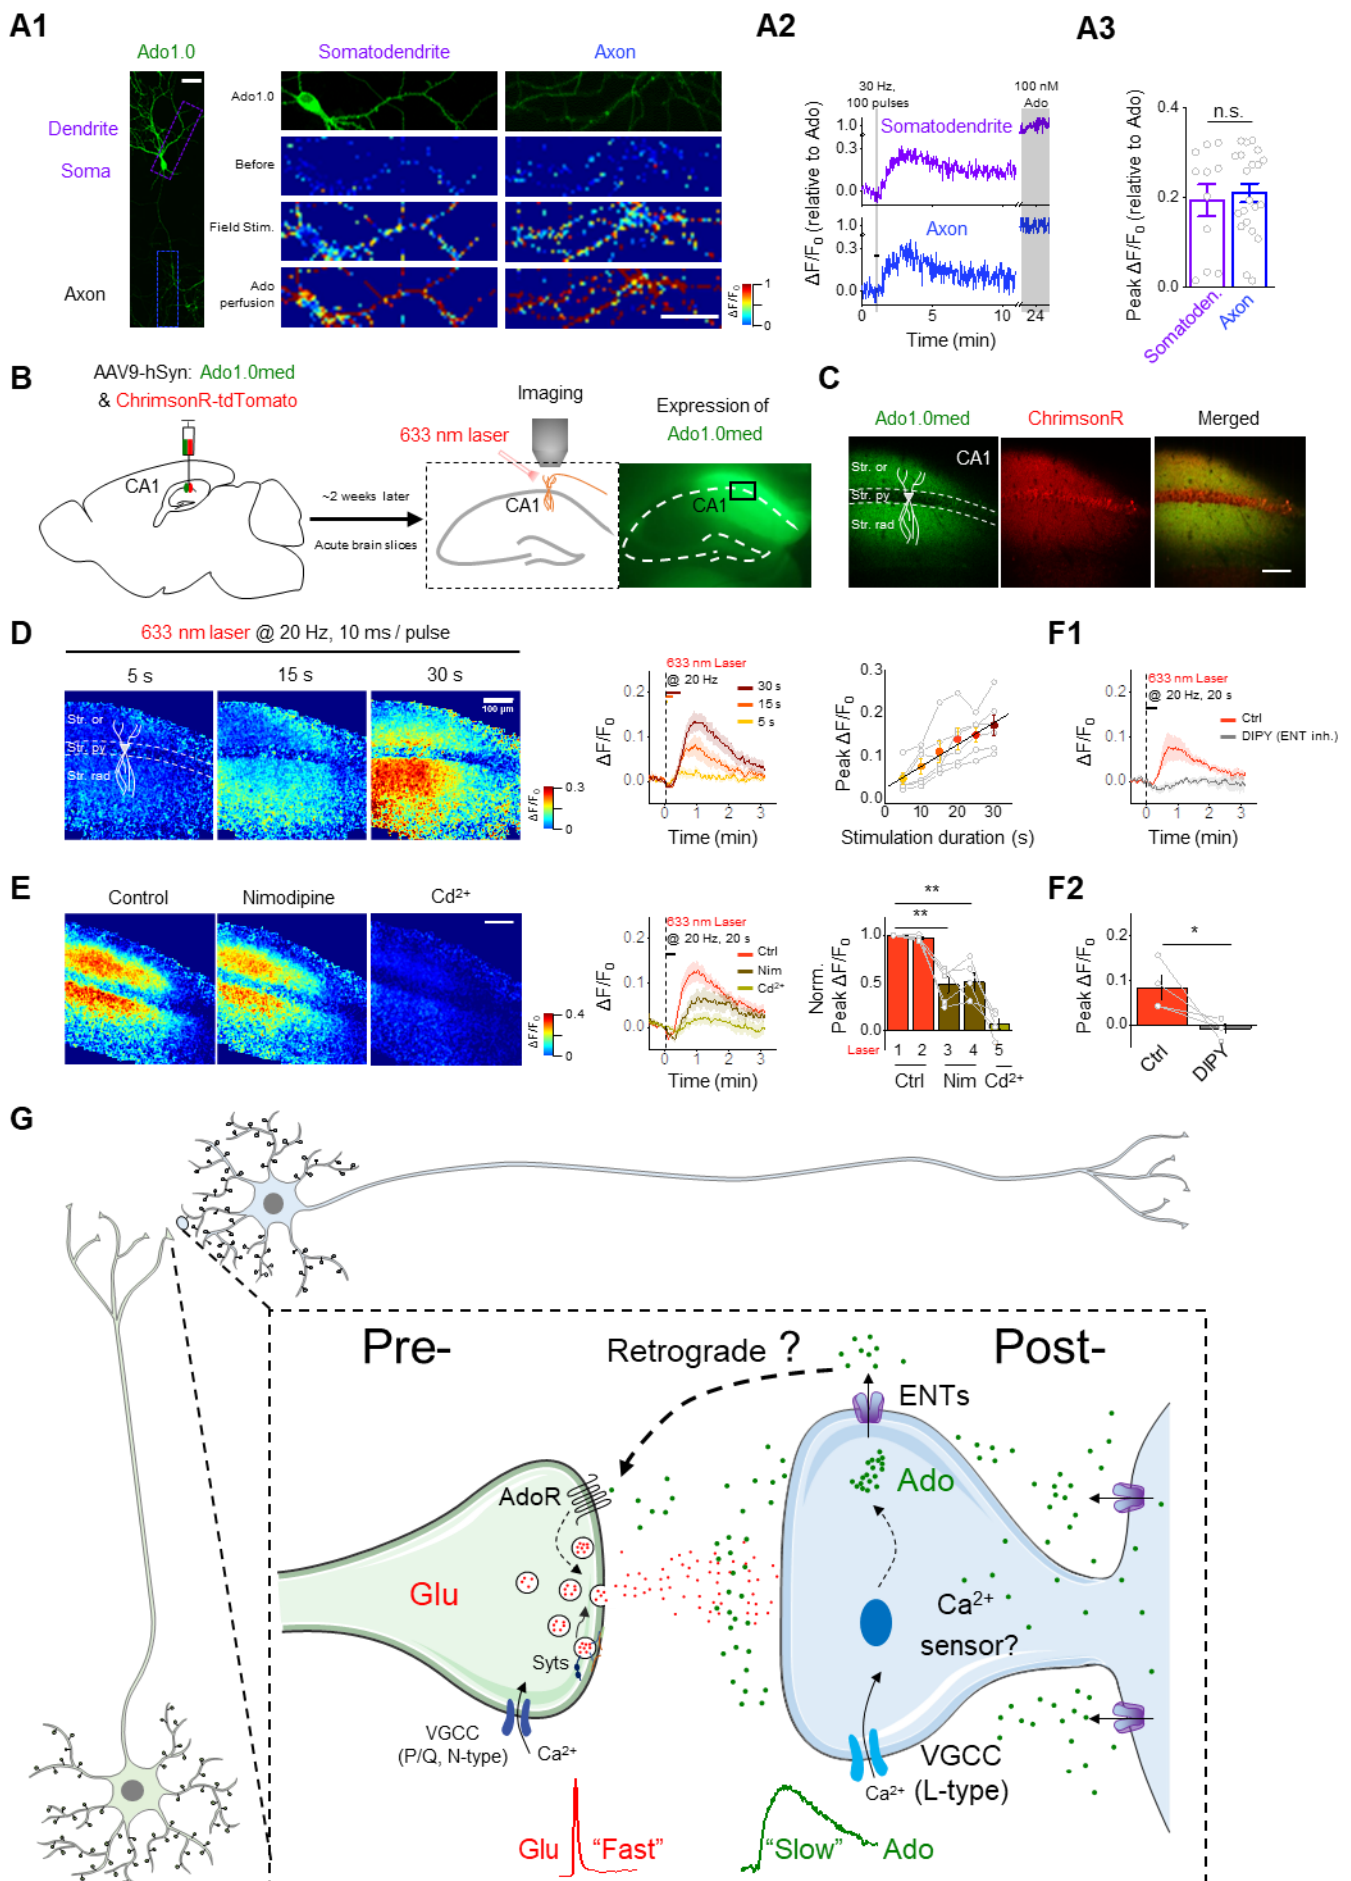 A1
Ado1.0
Somatodendrite
Axon
Dendrite
Soma
Axon
Ado1.0
Before
Field Stim.
Ado
perfusion
ΔF/F0
1
0
A2
30 Hz,
100 pulses
100 nM
Ado
Somatodendrite
Axon
ΔF/F0 (relative to Ado)
1.0
0.3
0.0
1.0
0.3
0.0
0 5 10 24
Time (min)
A3
Peak ΔF/F0 (relative to Ado)
0.4
0.2
0.0
n.s.
Somatoden.
Axon
B
AAV9-hSyn: Ado1.0med
& ChrimsonR-tdTomato
CA1
~2 weeks later
Acute brain slices
Imaging
633 nm laser
CA1
Expression of
Ado1.0med
CA1
C
Ado1.0med
ChrimsonR
Merged
CA1
Str. or
Str. py
Str. rad
D
633 nm laser @ 20 Hz, 10 ms / pulse
5 s
15 s
30 s
Str. or
Str. py
Str. rad
100 μm
ΔF/F0
0.3
0
633 nm Laser
@ 20 Hz
30 s
15 s
5 s
ΔF/F0
0.2
0.1
0.0
0 1 2 3
Time (min)
Peak ΔF/F0
0.3
0.2
0.1
0.0
0 10 20 30
Stimulation duration (s)
F1
633 nm Laser
@ 20 Hz, 20 s
Ctrl
DIPY (ENT inh.)
ΔF/F0
0.2
0.1
0.0
0 1 2 3
Time (min)
E
Control
Nimodipine
Cd2+
ΔF/F0
0.4
0
633 nm Laser
@ 20 Hz, 20 s
Ctrl
Nim
Cd2+
ΔF/F0
0.2
0.1
0.0
0 1 2 3
Time (min)
Norm.
Peak ΔF/F0
1.0
0.5
0.0
**
**
Laser 1 2 3 4 5
Ctrl Nim Cd2+
F2
Peak ΔF/F0
0.2
0.1
0.0
*
Ctrl
DIPY
G
Pre-
Retrograde ?
Post-
ENTs
Ado
AdoR
Glu
Syts
Ca2+
sensor?
VGCC
(P/Q, N-type)
Ca2+
Ca2+
VGCC
(L-type)
Glu “Fast”
“Slow” Ado